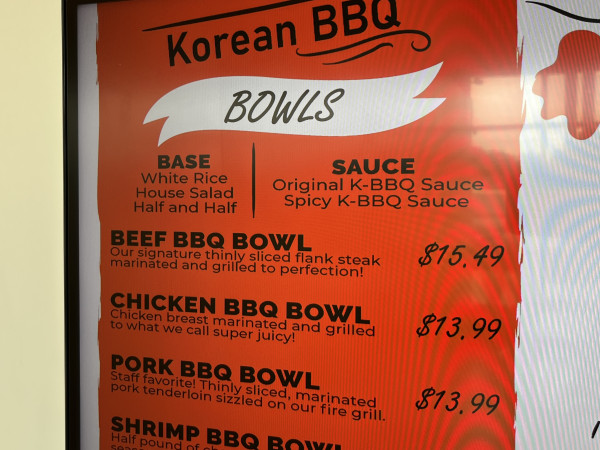 Korean BBQ
BOWLS
BASE
White Rice
House Salad
Half and Half
SAUCE
Original K-BBQ Sauce
Spicy K-BBQ Sauce
BEEF BBQ BOWL
Our signature thinly sliced flank steak
marinated and grilled to perfection!
$15.49
CHICKEN BBQ BOWL
Chicken breast marinated and grilled
to what we call super juicy!
$13.99
PORK BBQ BOWL
Staff favorite! Thinly sliced, marinated
pork tenderloin sizzled on our fire grill.
$13.99
SHRIMP BBQ BOWL
Half pound of